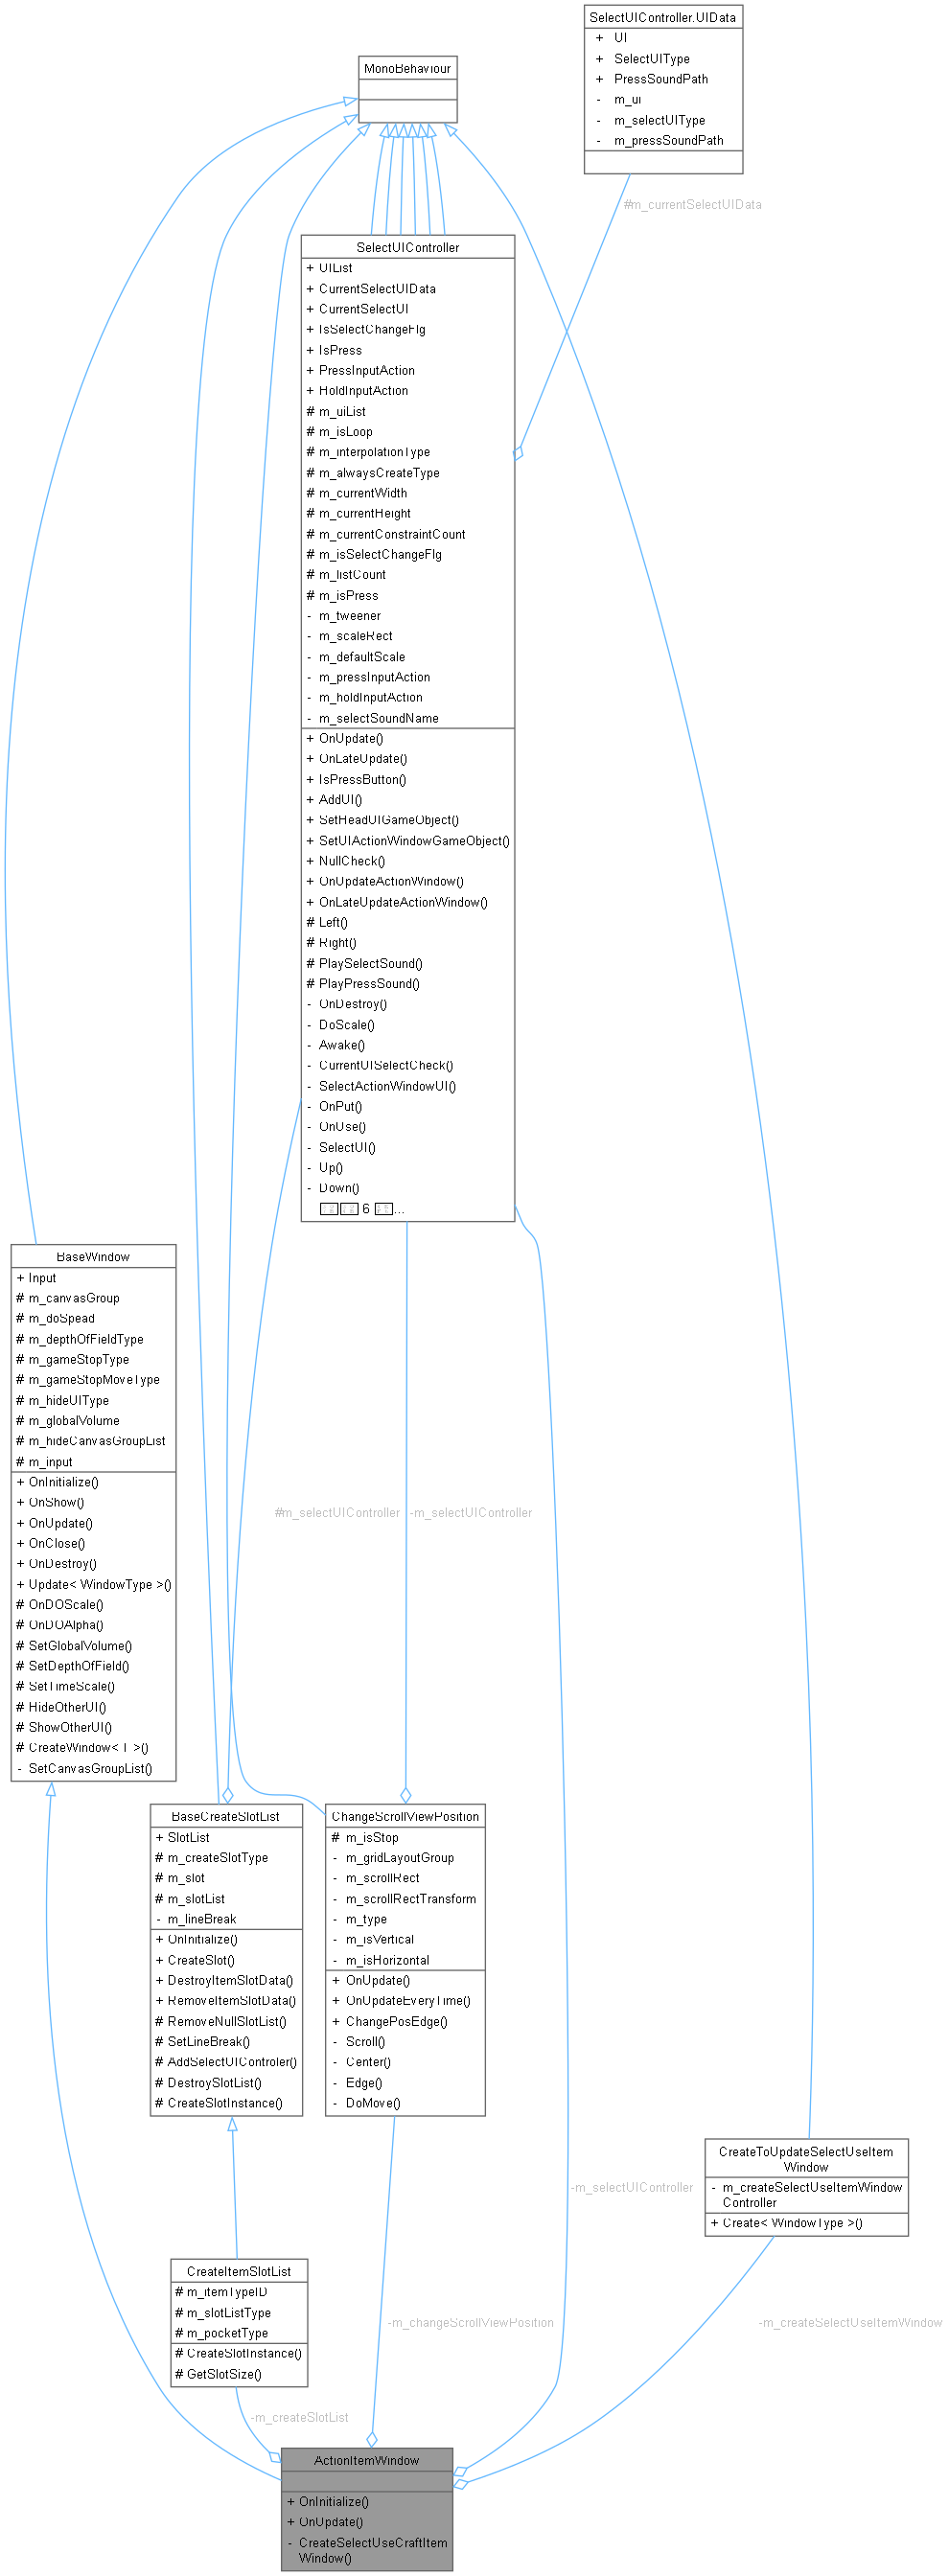 SelectUIController.UIData
+ UI
+ SelectUIType
+ PressSoundPath
- m_ui
- m_selectUIType
- m_pressSoundPath
MonoBehaviour
#m_currentSelectUIData
SelectUIController
+ UIList
+ CurrentSelectUIData
+ CurrentSelectUI
+ IsSelectChangeFlg
+ IsPress
+ PressInputAction
+ HoldInputAction
# m_uiList
# m_isLoop
# m_interpolationType
# m_alwaysCreateType
# m_currentWidth
# m_currentHeight
# m_currentConstraintCount
# m_isSelectChangeFlg
# m_listCount
# m_isPress
- m_tweener
- m_scaleRect
- m_defaultScale
- m_pressInputAction
- m_holdInputAction
- m_selectSoundName
+ OnUpdate()
+ OnLateUpdate()
+ IsPressButton()
+ AddUI()
+ SetHeadUIGameObject()
+ SetUIActionWindowGameObject()
+ NullCheck()
+ OnUpdateActionWindow()
+ OnLateUpdateActionWindow()
# Left()
# Right()
# PlaySelectSound()
# PlayPressSound()
- OnDestroy()
- DoScale()
- Awake()
- CurrentUISelectCheck()
- SelectActionWindowUI()
- OnPut()
- OnUse()
- SelectUI()
- Up()
- Down()
6 ...
BaseWindow
+ Input
# m_canvasGroup
# m_doSpead
# m_depthOfFieldType
# m_gameStopType
# m_gameStopMoveType
# m_hideUIType
# m_globalVolume
# m_hideCanvasGroupList
# m_input
+ OnInitialize()
+ OnShow()
+ OnUpdate()
+ OnClose()
+ OnDestroy()
+ Update< WindowType >()
# OnDOScale()
# OnDOAlpha()
# SetGlobalVolume()
# SetDepthOfField()
# SetTimeScale()
# HideOtherUI()
# ShowOtherUI()
# CreateWindow< T >()
- SetCanvasGroupList()
#m_selectUIController
-m_selectUIController
BaseCreateSlotList
+ SlotList
# m_createSlotType
# m_slot
# m_slotList
- m_lineBreak
+ OnInitialize()
+ CreateSlot()
+ DestroyItemSlotData()
+ RemoveItemSlotData()
# RemoveNullSlotList()
# SetLineBreak()
# AddSelectUIControler()
# DestroySlotList()
# CreateSlotInstance()
ChangeScrollViewPosition
# m_isStop
- m_gridLayoutGroup
- m_scrollRect
- m_scrollRectTransform
- m_type
- m_isVertical
- m_isHorizontal
+ OnUpdate()
+ OnUpdateEveryTime()
+ ChangePosEdge()
- Scroll()
- Center()
- Edge()
- DoMove()
CreateToUpdateSelectUseItem
Window
- m_createSelectUseItemWindow
Controller
+ Create< WindowType >()
-m_selectUIController
CreateItemSlotList
# m_itemTypeID
# m_slotListType
# m_pocketType
# CreateSlotInstance()
# GetSlotSize()
-m_changeScrollViewPosition
-m_createSelectUseItemWindow
-m_createSlotList
ActionItemWindow
+ OnInitialize()
+ OnUpdate()
- CreateSelectUseCraftItem
Window()